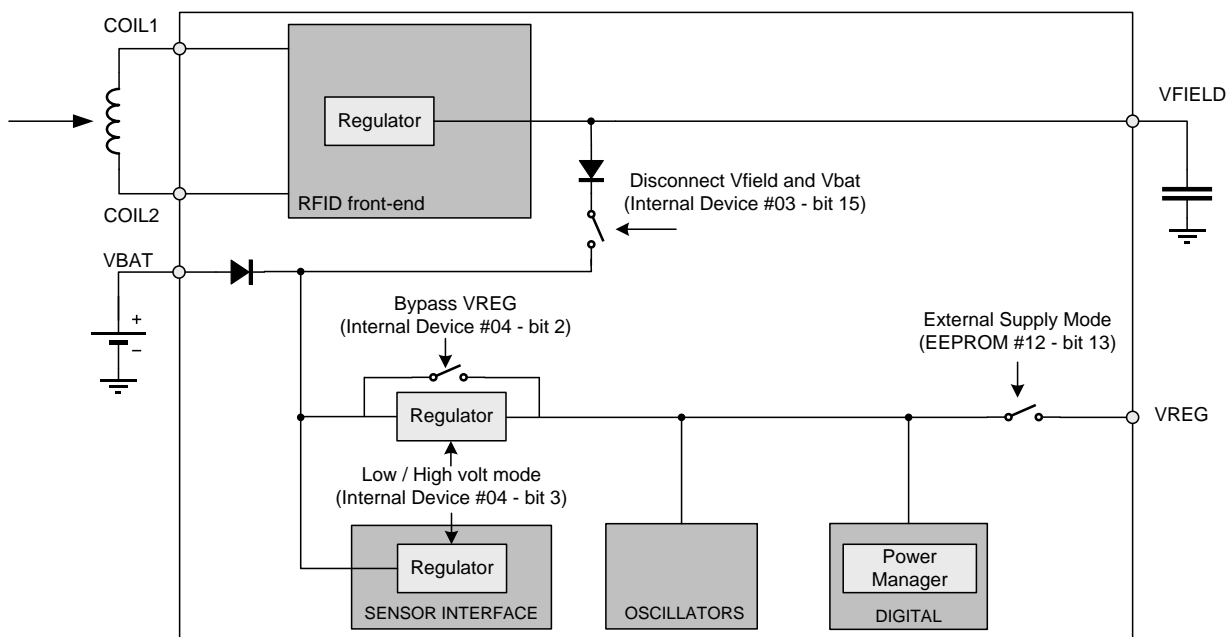 COIL1
Regulator
VFIELD
Disconnect Vfield and Vbat
(Internal Device #03 - bit 15)
RFID front-end
COIL2
VBAT
Bypass VREG
(Internal Device #04 - bit 2)
External Supply Mode
(EEPROM #12 - bit 13)
+
−
Regulator
VREG
Low / High volt mode
(Internal Device #04 - bit 3)
Regulator
Power
Manager
SENSOR INTERFACE
OSCILLATORS
DIGITAL